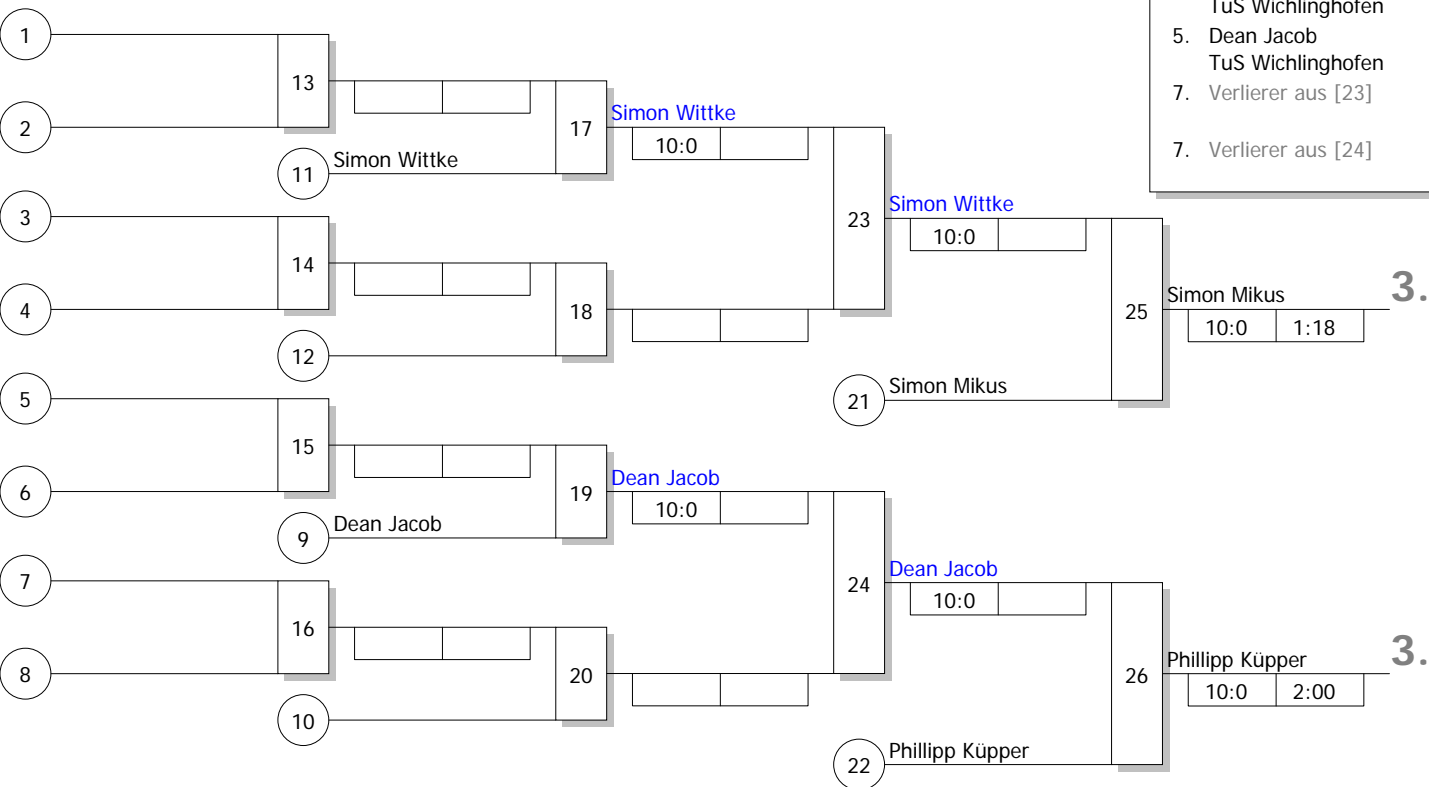 TuS Wichlinghofen
5. Dean Jacob
TuS Wichlinghofen
7. Verlierer aus [23]
7. Verlierer aus [24]
1
13
2
17
Simon Wittke
10:0
11
Simon Wittke
3
23
Simon Wittke
10:0
14
4
18
25
Simon Mikus
3.
10:0 1:18
12
21
Simon Mikus
5
15
6
19
Dean Jacob
10:0
9
Dean Jacob
7
24
Dean Jacob
10:0
16
8
20
26
Phillipp Küpper
3.
10:0 2:00
10
22
Phillipp Küpper